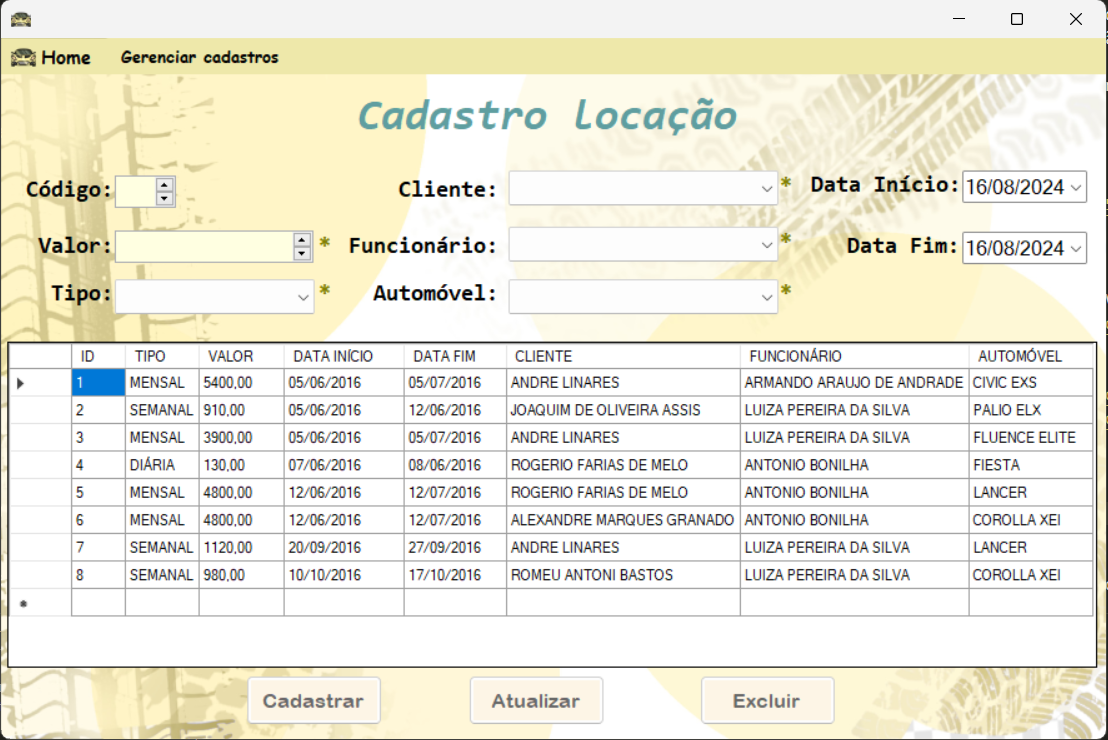 Home Gerenciar cadastros
Cadastro locação
Código: Cliente: * Data Início: 16/08/2024
Valor: * Funcionário: * Data Fim: 16/08/2024
Tipo: * Automóvel: *
ID TIPO VALOR DATA INÍCIO DATA FIM CLIENTE FUNCIONÁRIO AUTOMÓVEL
1 MENSAL 5400,00 05/06/2016 05/07/2016 ANDRE LINARES ARMANDO ARAUJO DE ANDRADE CIVIC EXS
2 SEMANAL 910,00 05/06/2016 12/06/2016 JOAQUIM DE OLIVEIRA ASSIS LUIZA PEREIRA DA SILVA PALIO ELX
3 MENSAL 3900,00 05/06/2016 05/07/2016 ANDRE LINARES LUIZA PEREIRA DA SILVA FLUENCE ELITE
4 DIÁRIA 130,00 07/06/2016 08/06/2016 ROGERIO FARIAS DE MELO ANTONIO BONILHA FIESTA
5 MENSAL 4800,00 12/06/2016 12/07/2016 ROGERIO FARIAS DE MELO ANTONIO BONILHA LANCER
6 MENSAL 4800,00 12/06/2016 12/07/2016 ALEXANDRE MARQUES GRANADO ANTONIO BONILHA COROLLA XEI
7 SEMANAL 1120,00 20/09/2016 27/09/2016 ANDRE LINARES LUIZA PEREIRA DA SILVA LANCER
8 SEMANAL 980,00 10/10/2016 17/10/2016 ROMEU ANTONI BASTOS LUIZA PEREIRA DA SILVA COROLLA XEI
*
Cadastrar Atualizar Excluir